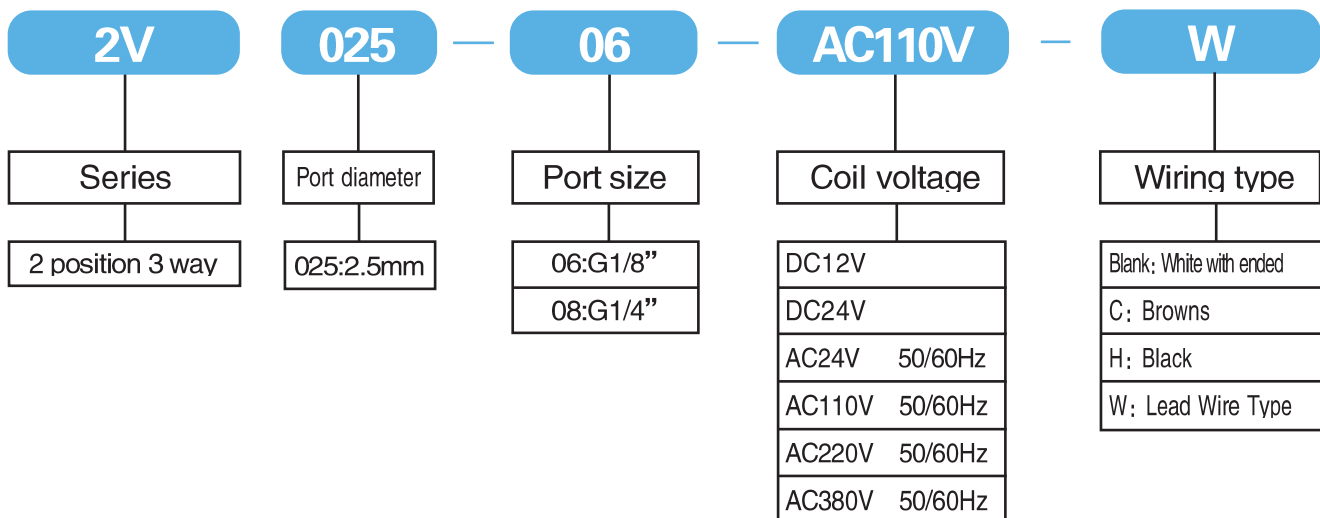 2V 025 — 06 — AC110V — W
Series Port diameter Port size Coil voltage Wiring type
2 position 3 way 025:2.5mm 06:G1/8” DC12V Blank: White with ended
08:G1/4” DC24V C: Browns
AC24V 50/60Hz H: Black
AC110V 50/60Hz W: Lead Wire Type
AC220V 50/60Hz
AC380V 50/60Hz